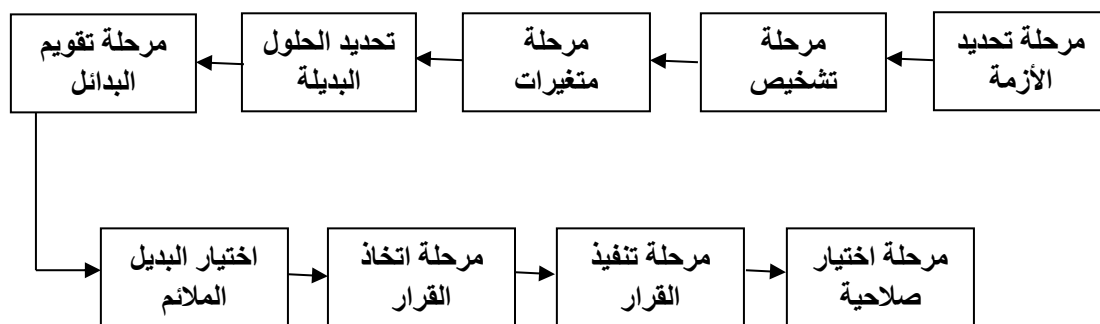 مرحلة تحديد
الأزمة
مرحلة
تشخيص
مرحلة
متغيرات
تحديد الحلول
البديلة
مرحلة تقويم
البدائل
اختيار البديل
الملائم
مرحلة اتخاذ
القرار
مرحلة تنفيذ
القرار
مرحلة اختيار
صلاحية